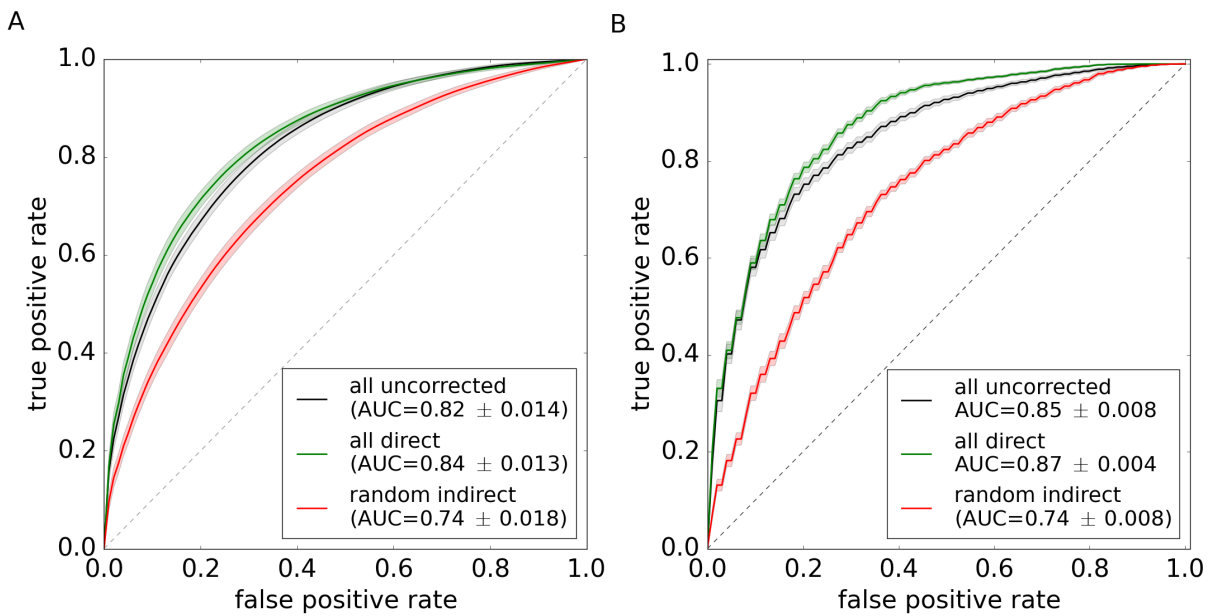 A
true positive rate
1.0
0.8
0.6
0.4
0.2
0.0
all uncorrected
(AUC=0.82 ± 0.014)
all direct
(AUC=0.84 ± 0.013)
random indirect
(AUC=0.74 ± 0.018)
0.0 0.2 0.4 0.6 0.8 1.0
false positive rate
B
true positive rate
1.0
0.8
0.6
0.4
0.2
0.0
all uncorrected
AUC=0.85 ± 0.008
all direct
AUC=0.87 ± 0.004
random indirect
(AUC=0.74 ± 0.008)
0.0 0.2 0.4 0.6 0.8 1.0
false positive rate